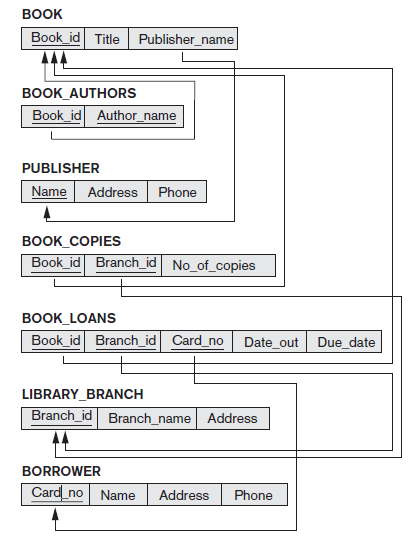 BOOK
Book_id Title Publisher_name
BOOK_AUTHORS
Book_id Author_name
PUBLISHER
Name Address Phone
BOOK_COPIES
Book_id Branch_id No_of_copies
BOOK_LOANS
Book_id Branch_id Card_no Date_out Due_date
LIBRARY_BRANCH
Branch_id Branch_name Address
BORROWER
Card_no Name Address Phone